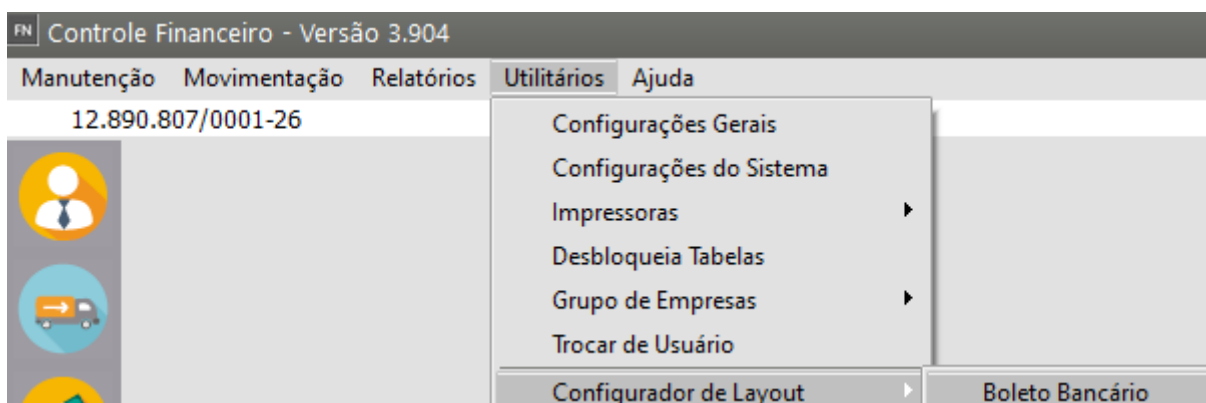 FN Controle Financeiro - Versão 3.904
Manutenção Movimentação Relatórios Utilitários Ajuda
12.890.807/0001-26
Configurações Gerais
Configurações do Sistema
Impressoras
Desbloqueia Tabelas
Grupo de Empresas
Trocar de Usuário
Configurador de Layout Boleto Bancário